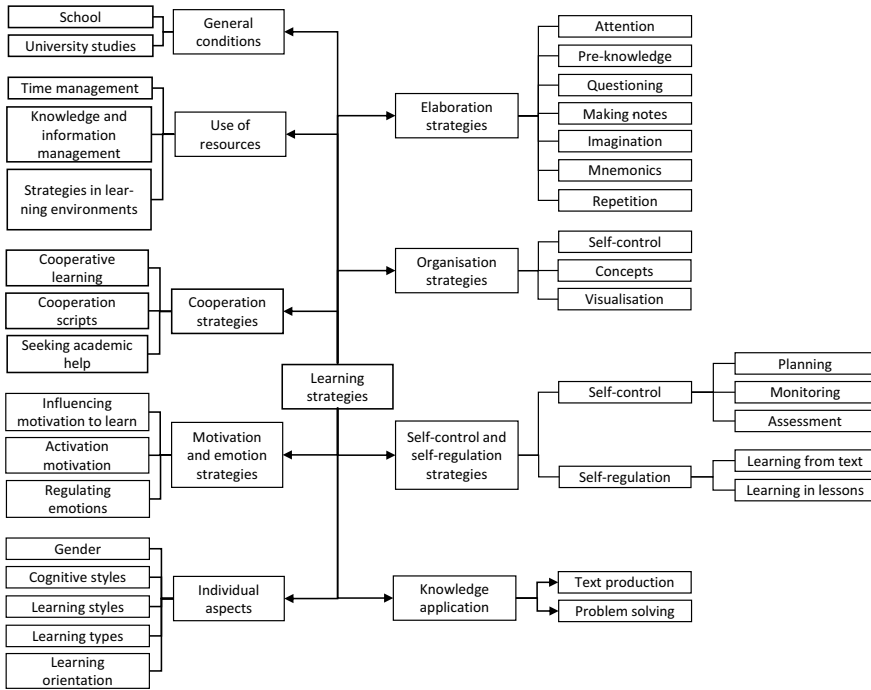 School
University studies
General
conditions
Time management
Knowledge and
information
management
Strategies in lear-
ning environments
Use of
resources
Cooperative
learning
Cooperation
scripts
Seeking academic
help
Cooperation
strategies
Influencing
motivation to learn
Activation
motivation
Regulating
emotions
Motivation
and emotion
strategies
Gender
Cognitive styles
Learning styles
Learning types
Learning
orientation
Individual
aspects
Learning
strategies
Elaboration
strategies
Attention
Pre-knowledge
Questioning
Making notes
Imagination
Mnemonics
Repetition
Organisation
strategies
Self-control
Concepts
Visualisation
Self-control and
self-regulation
strategies
Self-control
Planning
Monitoring
Assessment
Self-regulation
Learning from text
Learning in lessons
Knowledge
application
Text production
Problem solving